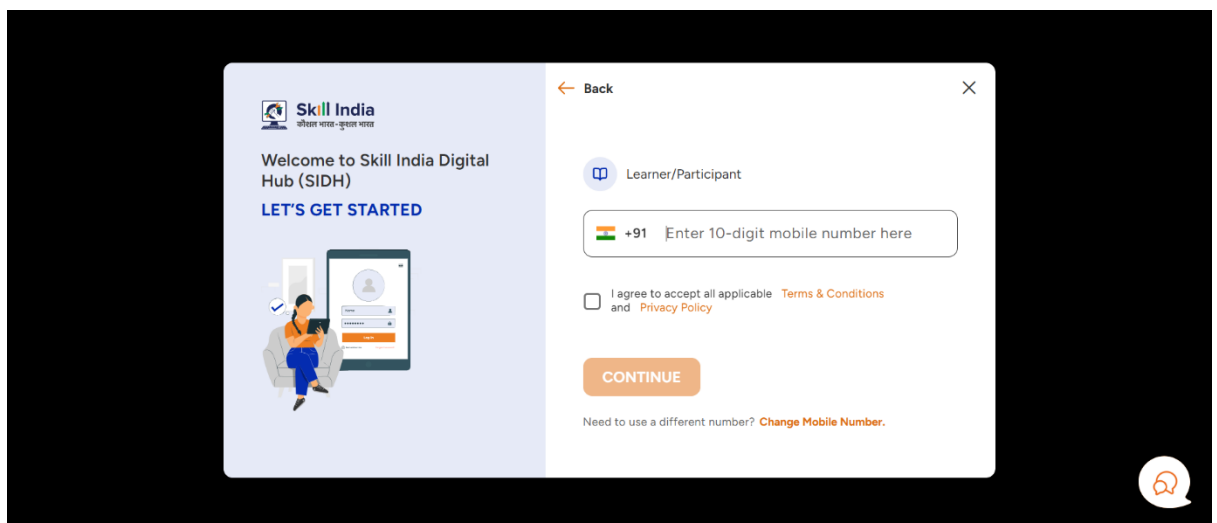 Skill India
कौशल भारत-कुशल भारत
Welcome to Skill India Digital
Hub (SIDH)
LET'S GET STARTED
Back
Learner/Participant
+91 Enter 10-digit mobile number here
I agree to accept all applicable Terms & Conditions
and Privacy Policy
CONTINUE
Need to use a different number? Change Mobile Number.